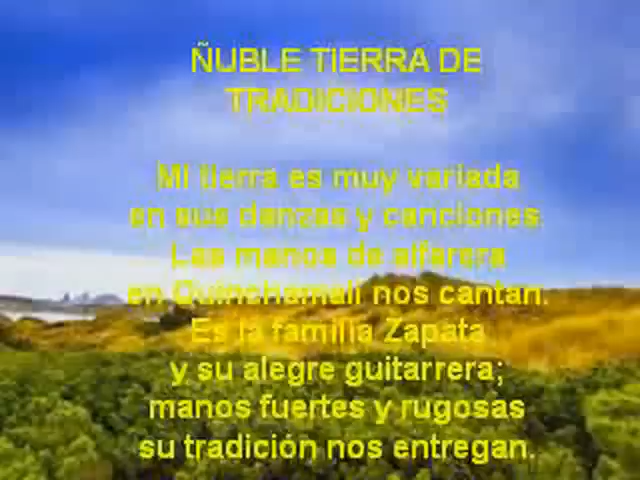 ÑUBLE TIERRA DE
TRADICIONES
Mi tierra es muy variada
en sus danzas y canciones.
Las manos de alfarera
en Quinchamalí nos cantan.
Es la familia Zapata
y su alegre guitarrera;
manos fuertes y rugosas
su tradición nos entregan.